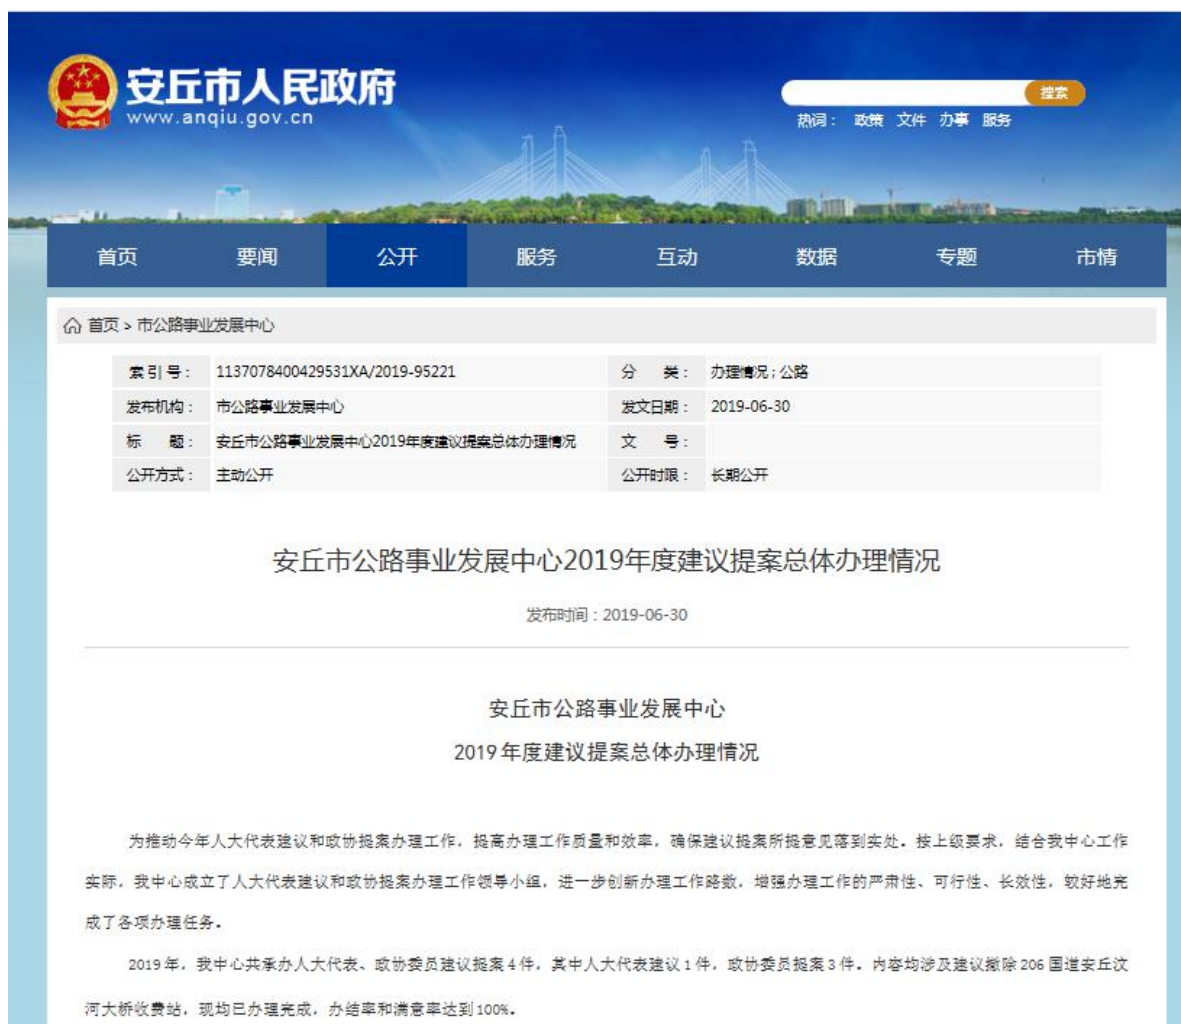 安丘市人民政府
www.anqiu.gov.cn
搜索
热词： 政策 文件 办事 服务
首页 要闻 公开 服务 互动 数据 专题 市情
首页 > 市公路事业发展中心
索引号： 1137078400429531XA/2019-95221 分 类： 办理情况；公路
发布机构： 市公路事业发展中心 发文日期： 2019-06-30
标 题： 安丘市公路事业发展中心2019年度建议提案总体办理情况 文 号：
公开方式： 主动公开 公开时限： 长期公开
安丘市公路事业发展中心2019年度建议提案总体办理情况
发布时间：2019-06-30
安丘市公路事业发展中心
2019年度建议提案总体办理情况
为推动今年人大代表建议和政协提案办理工作，提高办理工作质量和效率，确保建议提案所提意见落到实处。按上级要求，结合我中心工作
实际，我中心成立了人大代表建议和政协提案办理工作领导小组，进一步创新办理工作路数，增强办理工作的严肃性、可行性、长效性，较好地完
成了各项办理任务。
2019年，我中心共承办人大代表、政协委员建议提案4件，其中人大代表建议1件，政协委员提案3件。内容均涉及建议撤除206国道安丘汶
河大桥收费站，现均已办理完成，办结率和满意率达到100%。